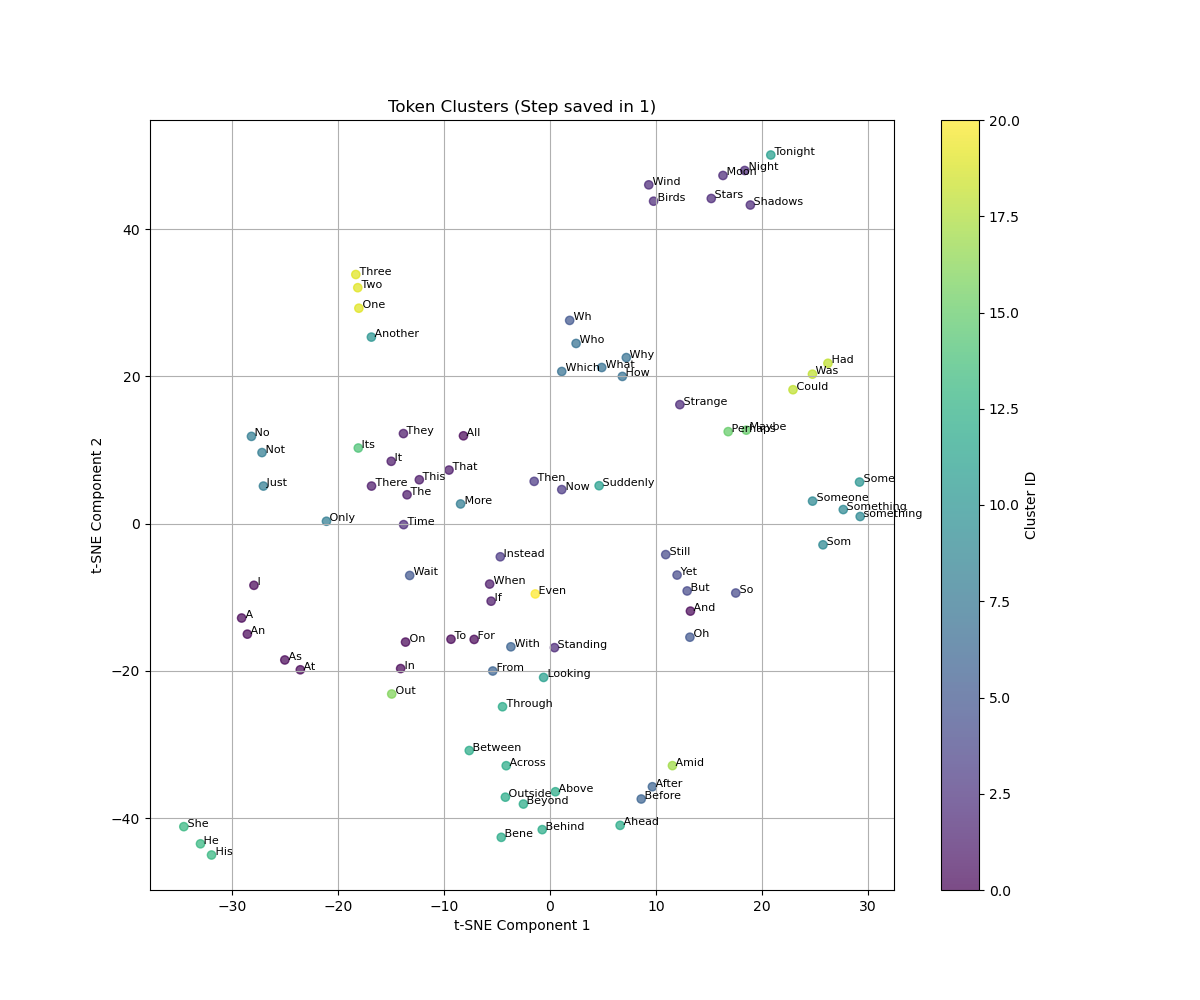 Token Clusters (Step saved in 1)
Tonight
Night
Moon
Wind
Stars
Birds
Shadows
Three
Two
One
Another
Wh
Who
Why
What
Which
How
Had
Was
Could
Strange
Perhaps
Maybe
No
Not
Just
Only
They
All
Its
It
That
This
There
The
More
Time
Then
Now
Suddenly
Some
Someone
Something
something
Som
Instead
Wait
When
If
Even
Still
Yet
But
So
And
Oh
I
A
An
As
At
On
To
For
With
Standing
In
From
Looking
Out
Through
Between
Across
Amid
Above
After
Outside
Beyond
Before
Behind
Bene
Ahead
She
He
His
40
20
0
−20
−40
−30
−20
−10
0
10
20
30
t-SNE Component 1
t-SNE Component 2
20.0
17.5
15.0
12.5
10.0
7.5
5.0
2.5
0.0
Cluster ID